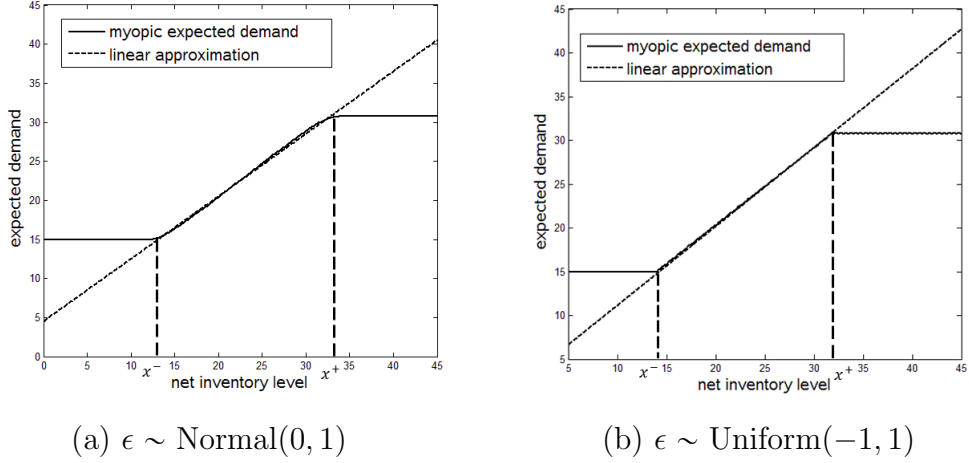 45
40
35
30
25
20
15
10
5
0
expected demand
myopic expected demand
linear approximation
0 5 10 15 20 25 30 35 40 45
x⁻ x⁺
net inventory level
(a) ϵ ∼ Normal(0, 1)
45
40
35
30
25
20
15
10
5
expected demand
myopic expected demand
linear approximation
5 10 15 20 25 30 35 40 45
x⁻ x⁺
net inventory level
(b) ϵ ∼ Uniform(−1, 1)